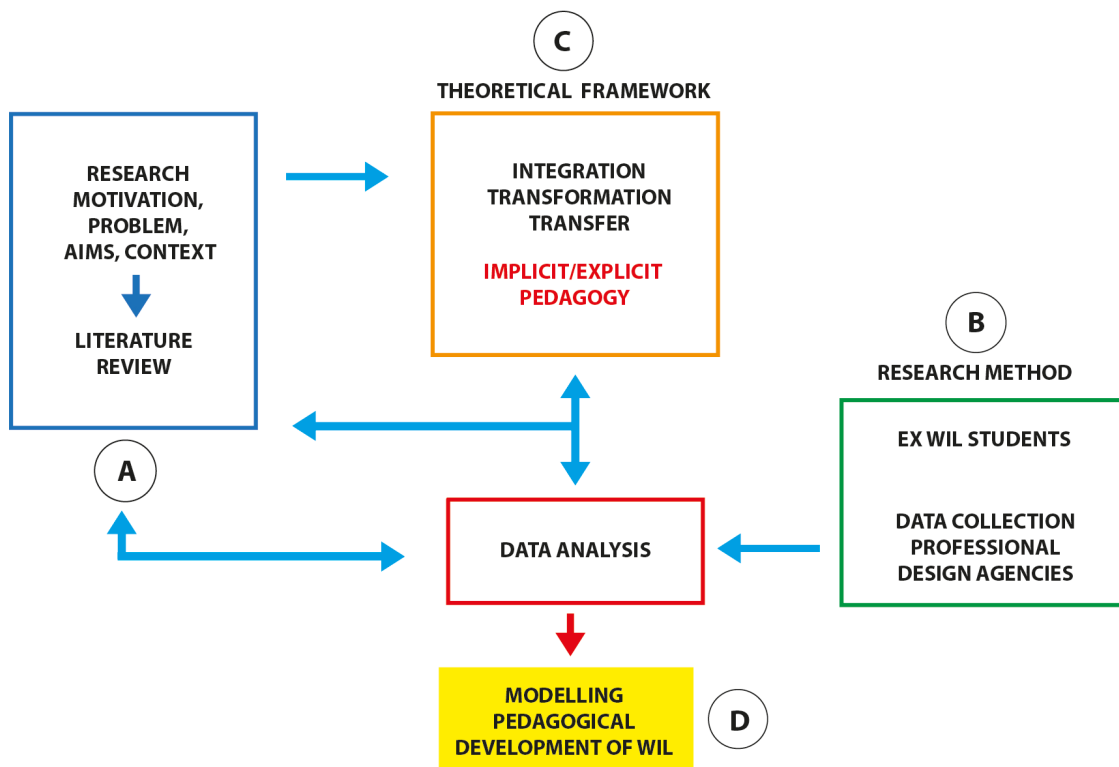 C
THEORETICAL FRAMEWORK
RESEARCH
MOTIVATION,
PROBLEM,
AIMS, CONTEXT
LITERATURE
REVIEW
A
INTEGRATION
TRANSFORMATION
TRANSFER
IMPLICIT/EXPLICIT
PEDAGOGY
B
RESEARCH METHOD
EX WIL STUDENTS
DATA COLLECTION
PROFESSIONAL
DESIGN AGENCIES
DATA ANALYSIS
MODELLING
PEDAGOGICAL
DEVELOPMENT OF WIL
D